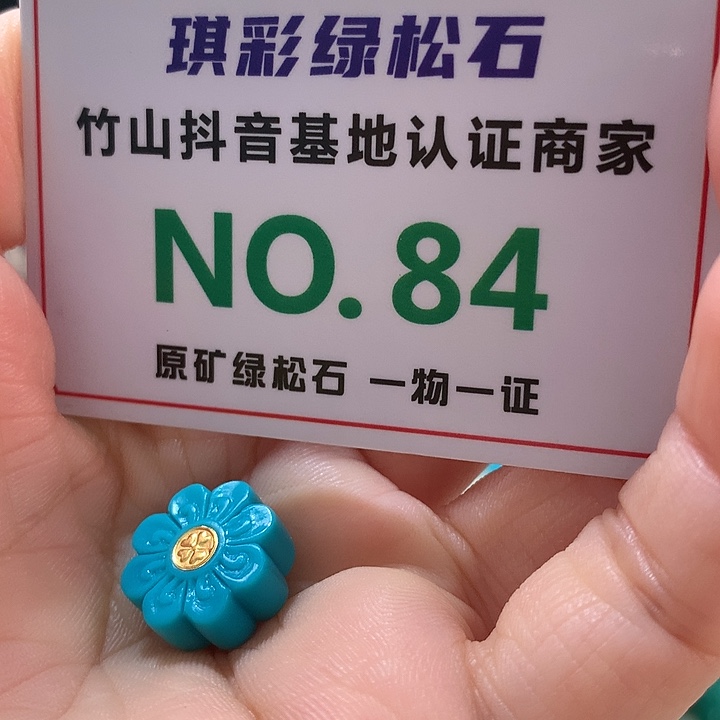 琪彩绿松石
竹山抖音基地认证商家
NO.84
原矿绿松石 一物一证